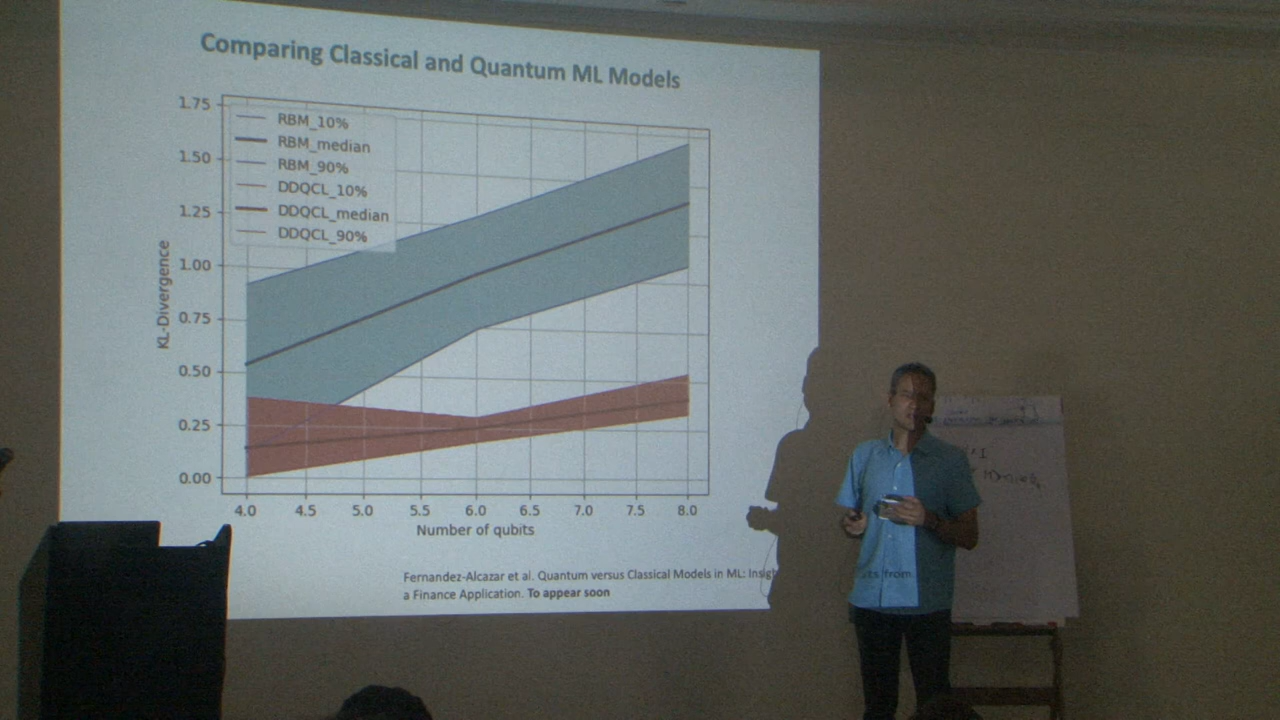 Comparing Classical and Quantum ML Models
1.75
1.50
1.25
1.00
0.75
0.50
0.25
0.00
KL-Divergence
RBM_10%
RBM_median
RBM_90%
DDQCL_10%
DDQCL_median
DDQCL_90%
4.0 4.5 5.0 5.5 6.0 6.5 7.0 7.5 8.0
Number of qubits
Fernandez-Alcazar et al. Quantum versus Classical Models in ML: Insights from
a Finance Application. To appear soon